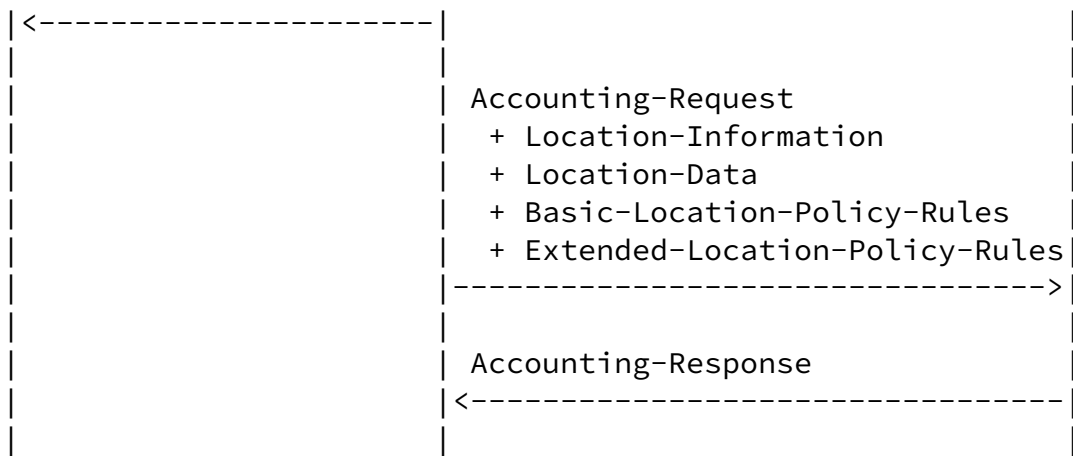 |<----------------------|                                  |
|                       |                                  |
|                       | Accounting-Request               |
|                       |  + Location-Information          |
|                       |  + Location-Data                 |
|                       |  + Basic-Location-Policy-Rules   |
|                       |  + Extended-Location-Policy-Rules|
|                       |--------------------------------->|
|                       |                                  |
|                       | Accounting-Response              |
|                       |<---------------------------------|
|                       |                                  |